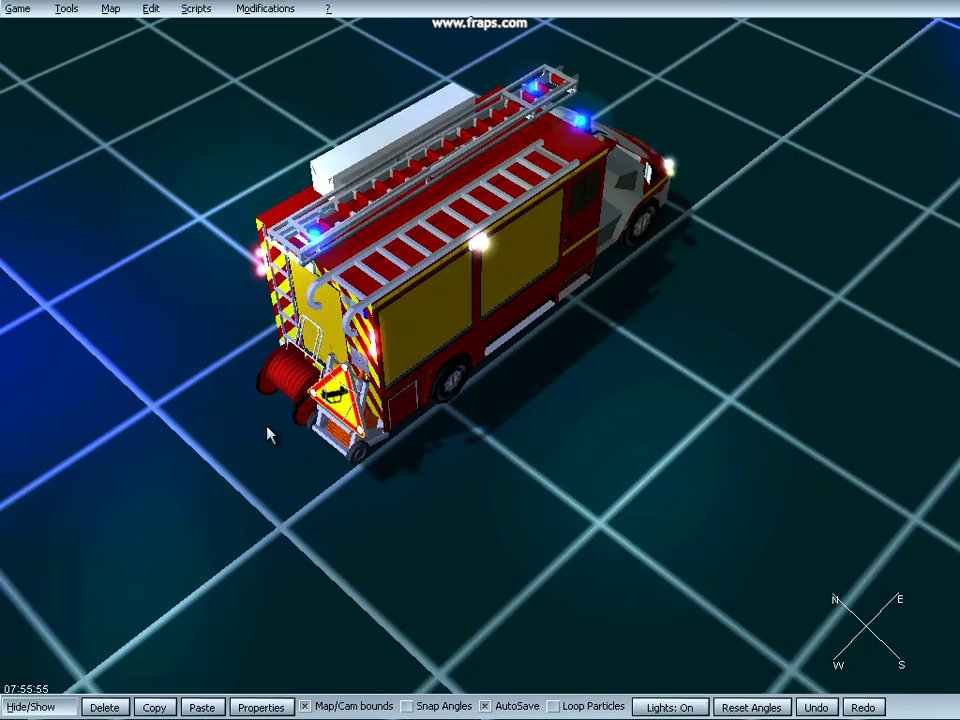 Game Tools Map Edit Scripts Modifications ?
www.fraps.com
N E
W S
07:55:55
Hide/Show Delete Copy Paste Properties Map/Cam bounds Snap Angles AutoSave Loop Particles Lights: On Reset Angles Undo Redo